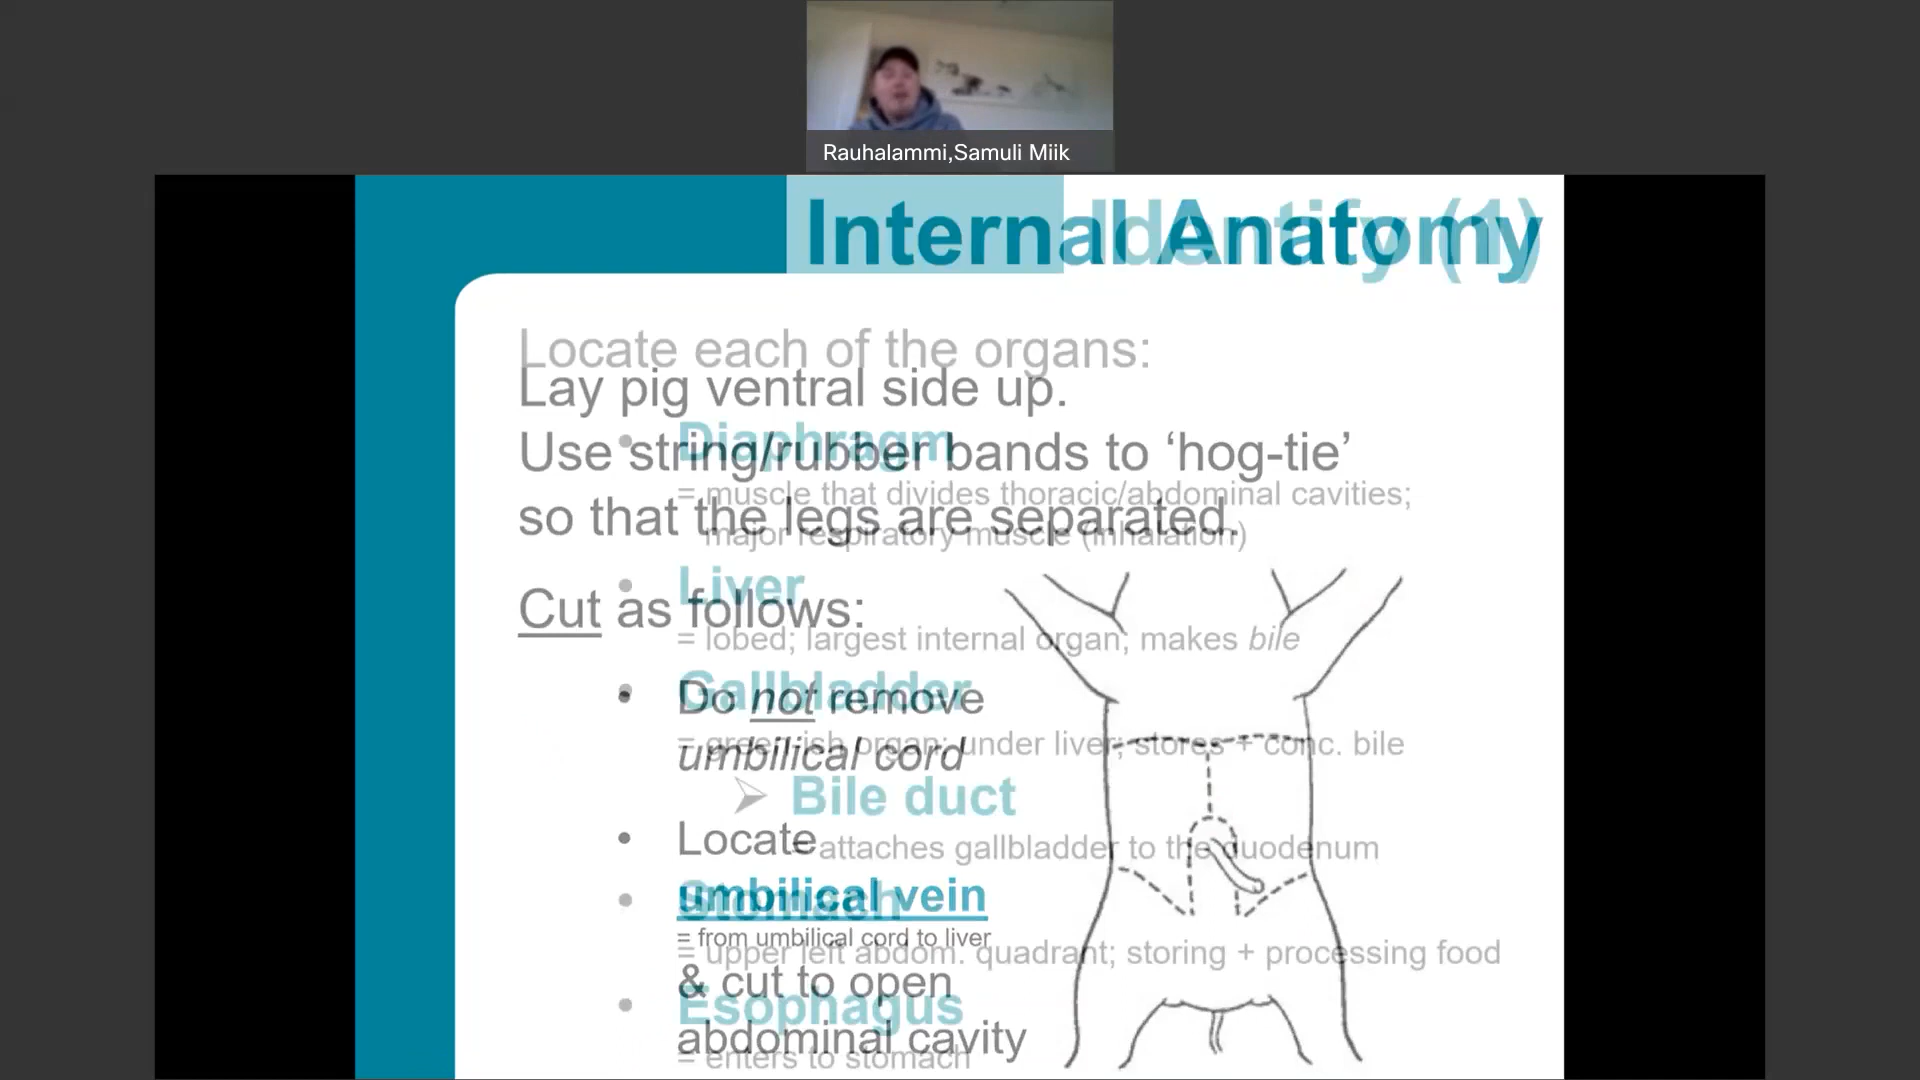 Rauhalammi,Samuli Miik
Internal Anatomy
Identify (1)
Locate each of the organs:
Lay pig ventral side up.
• Diaphragm
Use string/rubber bands to ‘hog-tie’
= muscle that divides thoracic/abdominal cavities;
so that the legs are separated.
major respiratory muscle (inhalation)
• Liver
Cut as follows:
= lobed; largest internal organ; makes bile
• Gallbladder
• Do not remove
= greenish organ; under liver; stores + conc. bile
umbilical cord
➢ Bile duct
• Locate
= attaches gallbladder to the duodenum
• Stomach
umbilical vein
= from umbilical cord to liver
= upper left abdom. quadrant; storing + processing food
& cut to open
• Esophagus
abdominal cavity
= enters to stomach